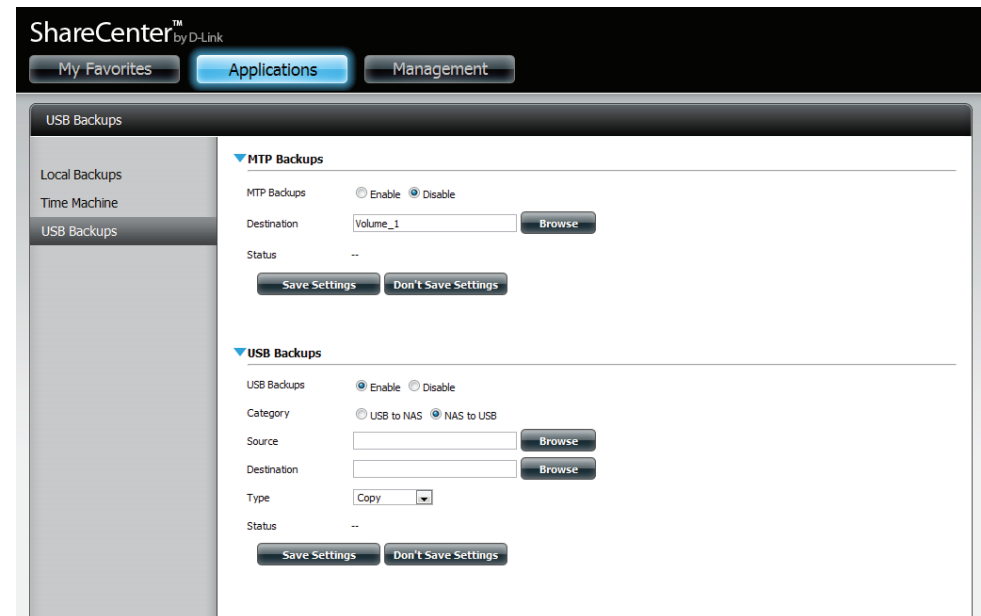 ShareCenter™ by D-Link
My Favorites Applications Management
USB Backups
Local Backups
Time Machine
USB Backups
MTP Backups
MTP Backups Enable Disable
Destination Volume_1 Browse
Status --
Save Settings Don't Save Settings
USB Backups
USB Backups Enable Disable
Category USB to NAS NAS to USB
Source Browse
Destination Browse
Type Copy
Status --
Save Settings Don't Save Settings